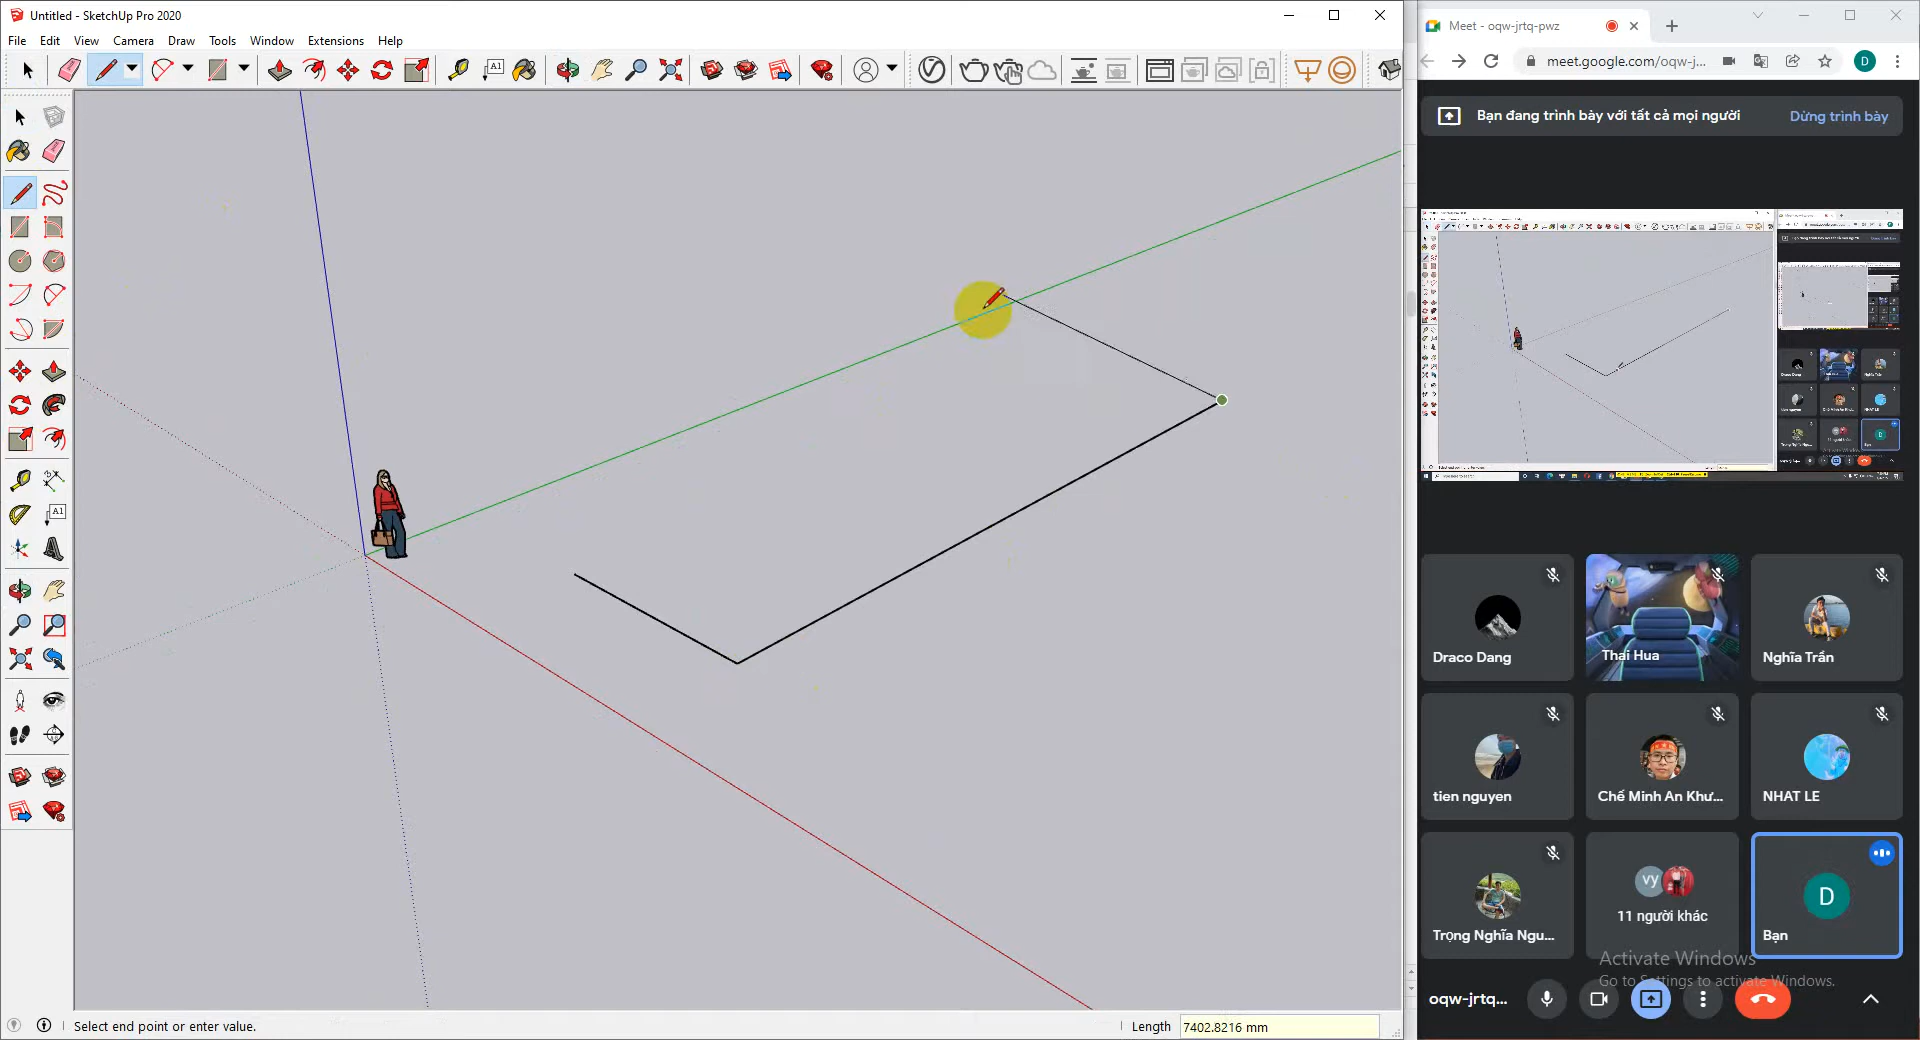 Untitled - SketchUp Pro 2020
File Edit View Camera Draw Tools Window Extensions Help
A1
A1
Select end point or enter value.
Length 7402.8216 mm
Meet - oqw-jrtq-pwz
meet.google.com/oqw-j...
D
Bạn đang trình bày với tất cả mọi người
Dừng trình bày
Draco Dang
Thai Hua
Nghĩa Trần
tien nguyen
Chế Minh An Khư...
NHAT LE
Trọng Nghĩa Ngu...
vy
11 người khác
D
Bạn
Activate Windows
Go to Settings to activate Windows.
oqw-jrtq...